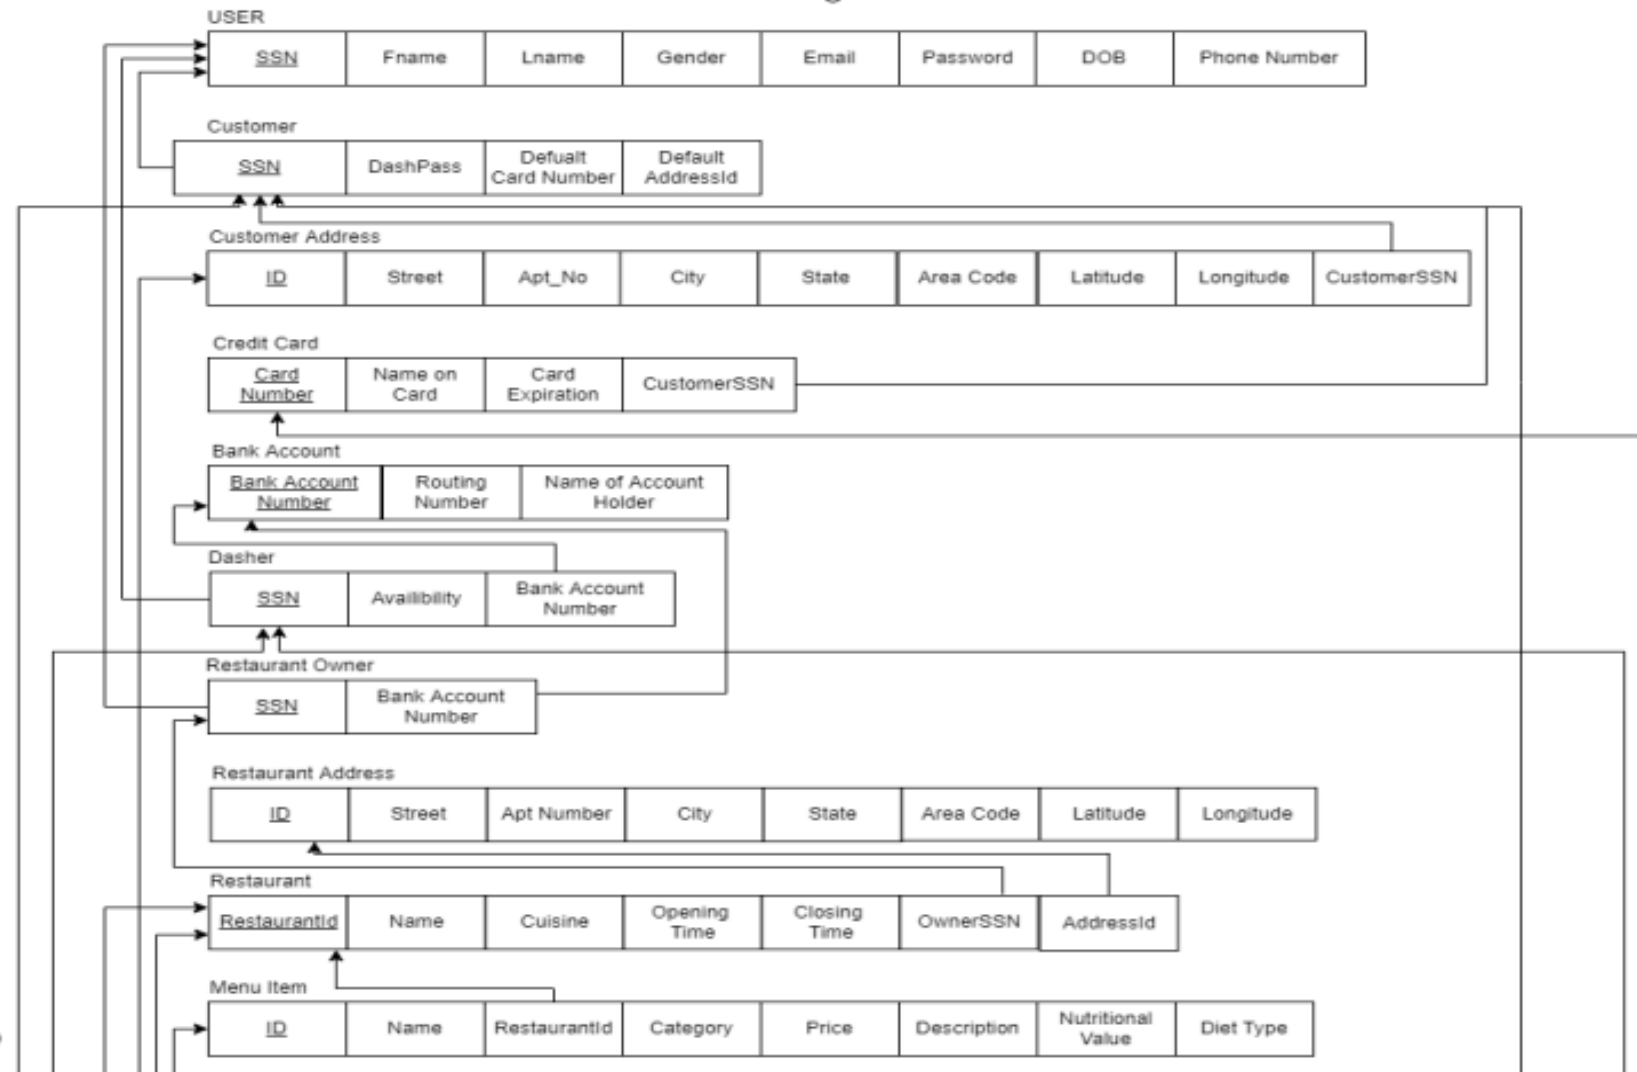 USER
SSN Fname Lname Gender Email Password DOB Phone Number
Customer
SSN DashPass Defualt Card Number Default AddressId
Customer Address
ID Street Apt_No City State Area Code Latitude Longitude CustomerSSN
Credit Card
Card Number Name on Card Card Expiration CustomerSSN
Bank Account
Bank Account Number Routing Number Name of Account Holder
Dasher
SSN Availibility Bank Account Number
Restaurant Owner
SSN Bank Account Number
Restaurant Address
ID Street Apt Number City State Area Code Latitude Longitude
Restaurant
RestaurantId Name Cuisine Opening Time Closing Time OwnerSSN AddressId
Menu Item
ID Name RestaurantId Category Price Description Nutritional Value Diet Type